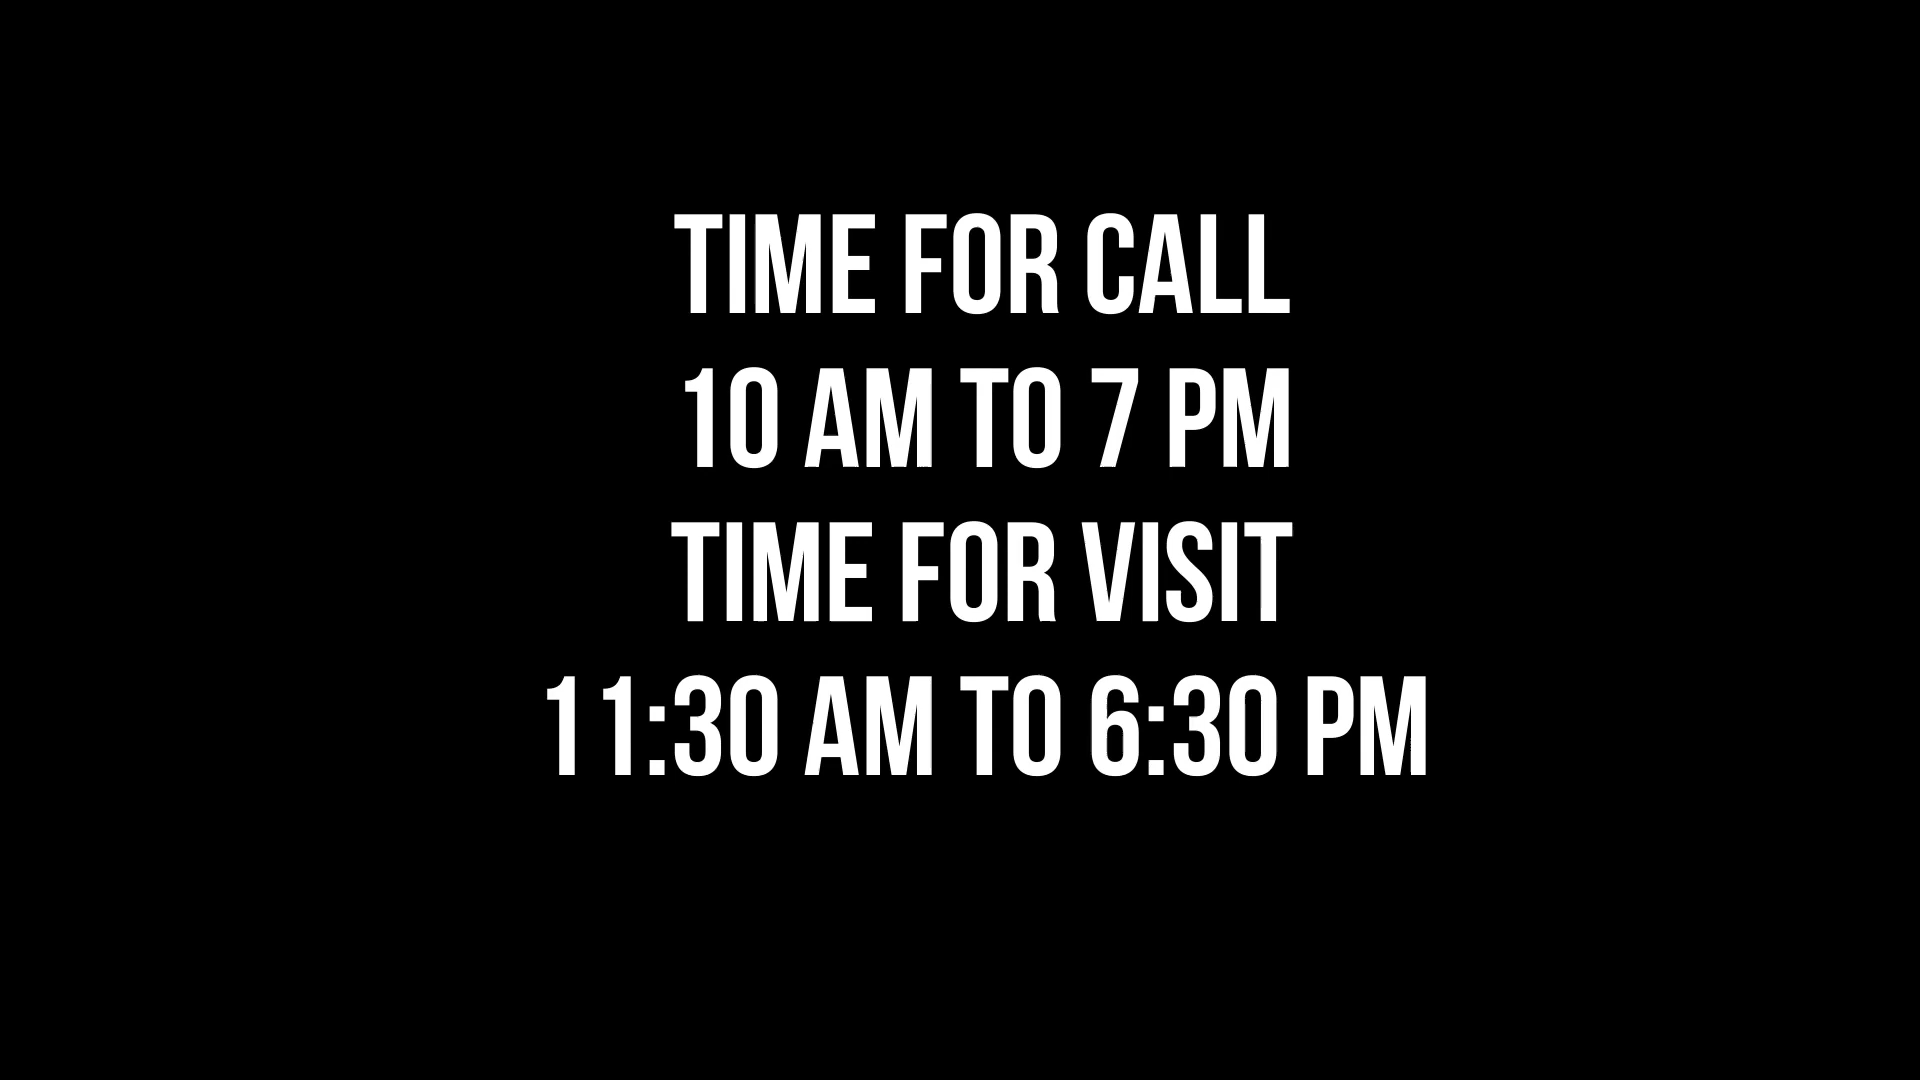 TIME FOR CALL
10 AM TO 7 PM
TIME FOR VISIT
11:30 AM TO 6:30 PM